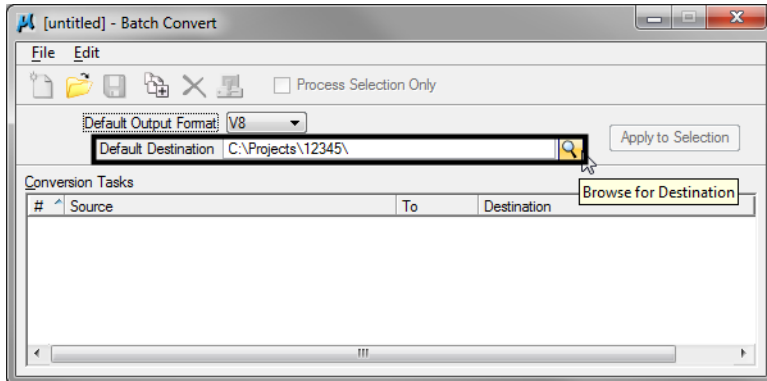 [untitled] - Batch Convert
File Edit
Process Selection Only
Default Output Format V8
Apply to Selection
Default Destination C:\Projects\12345\
Browse for Destination
Conversion Tasks
# Source To Destination